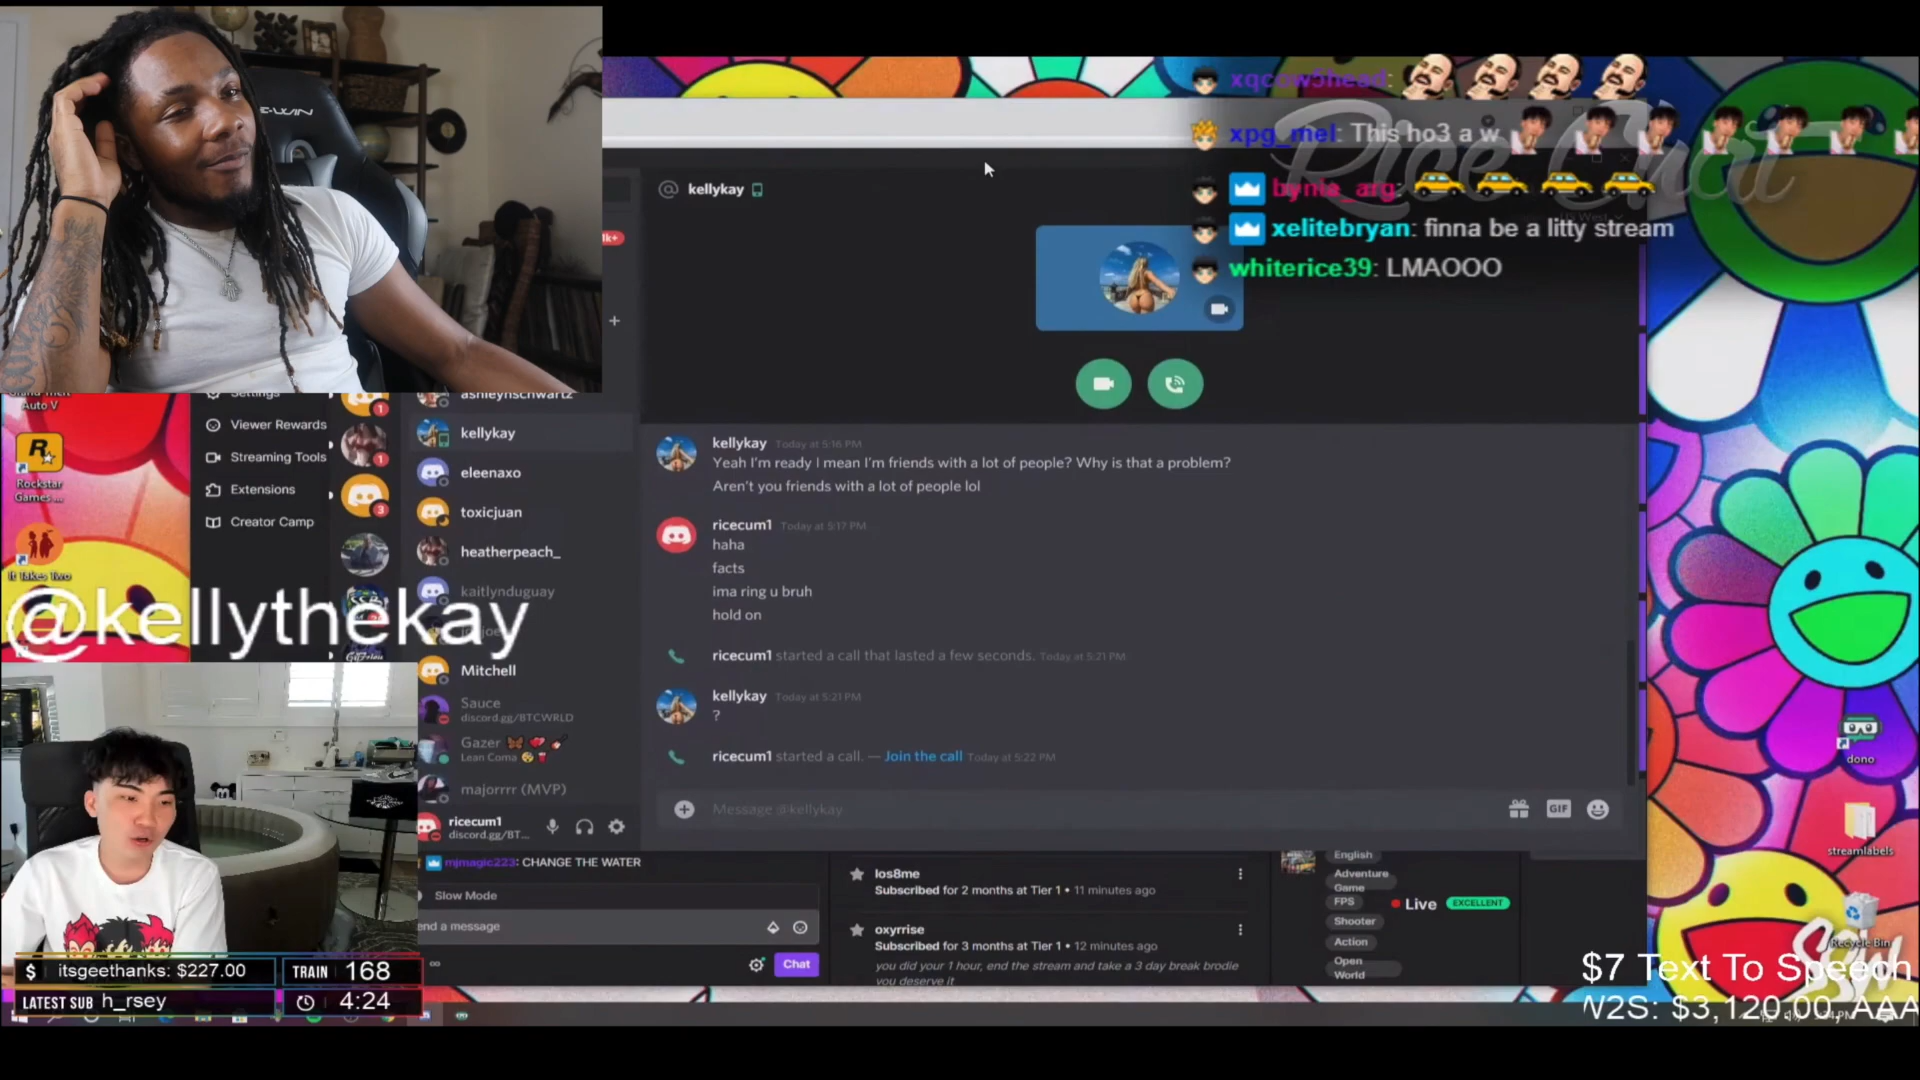 E-WIN
xqcow5head:
xpg_mel: This ho3 a w
Rice
bynia_arg:
xelitebryan: finna be a litty stream
whiterice39: LMAOOO
@ kellykay
1k+
Auto V
Rockstar
Games ...
It Takes Two
Settings
Viewer Rewards
Streaming Tools
Extensions
Creator Camp
1
1
3
ashleynschwartz
kellykay
eleenaxo
toxicjuan
heatherpeach_
kaitlynduguay
Mitchell
Sauce
discord.gg/BTCWRLD
Gazer
Lean Coma
majorrrr (MVP)
ricecum1
discord.gg/BT...
@kellythekay
kellykay Today at 5:16 PM
Yeah I'm ready I mean I'm friends with a lot of people? Why is that a problem?
Aren't you friends with a lot of people lol
ricecum1 Today at 5:17 PM
haha
facts
ima ring u bruh
hold on
ricecum1 started a call that lasted a few seconds. Today at 5:21 PM
kellykay Today at 5:21 PM
?
ricecum1 started a call. — Join the call Today at 5:22 PM
Message @kellykay
GIF
mjmagic223: CHANGE THE WATER
Slow Mode
end a message
Chat
los8me
Subscribed for 2 months at Tier 1 • 11 minutes ago
oxyrrise
Subscribed for 3 months at Tier 1 • 12 minutes ago
you did your 1 hour, end the stream and take a 3 day break brodie
you deserve it
English
Adventure
Game
FPS
Shooter
Action
Open
World
Live EXCELLENT
dono
streamlabels
Recycle Bin
$ itsgeethanks: $227.00
TRAIN 168
LATEST SUB h_rsey
4:24
$7 Text To Speech
W2S: $3,120.00, AAA